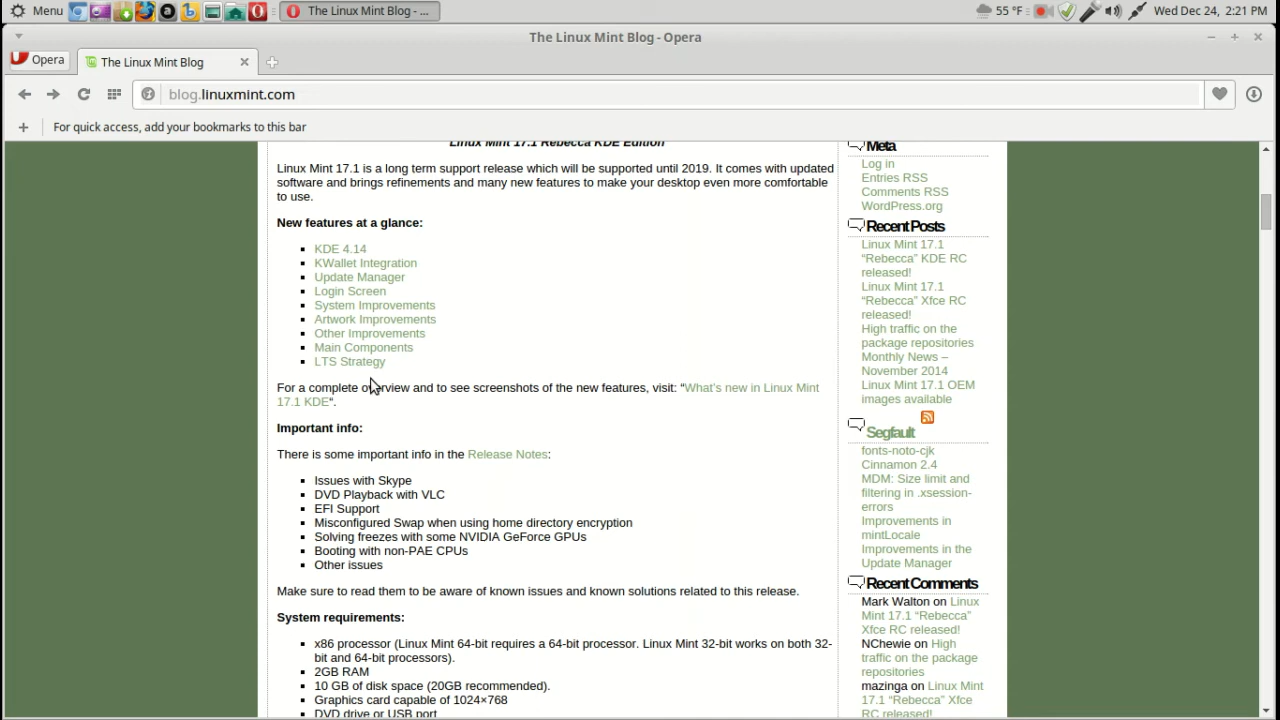 Menu
The Linux Mint Blog - ...
55 °F
Wed Dec 24, 2:21 PM
The Linux Mint Blog - Opera
Opera
The Linux Mint Blog
blog.linuxmint.com
For quick access, add your bookmarks to this bar
Linux Mint 17.1 Rebecca KDE Edition
Linux Mint 17.1 is a long term support release which will be supported until 2019. It comes with updated
software and brings refinements and many new features to make your desktop even more comfortable
to use.
New features at a glance:
KDE 4.14
KWallet Integration
Update Manager
Login Screen
System Improvements
Artwork Improvements
Other Improvements
Main Components
LTS Strategy
For a complete overview and to see screenshots of the new features, visit: “What’s new in Linux Mint
17.1 KDE“.
Important info:
There is some important info in the Release Notes:
Issues with Skype
DVD Playback with VLC
EFI Support
Misconfigured Swap when using home directory encryption
Solving freezes with some NVIDIA GeForce GPUs
Booting with non-PAE CPUs
Other issues
Make sure to read them to be aware of known issues and known solutions related to this release.
System requirements:
x86 processor (Linux Mint 64-bit requires a 64-bit processor. Linux Mint 32-bit works on both 32-
bit and 64-bit processors).
2GB RAM
10 GB of disk space (20GB recommended).
Graphics card capable of 1024×768
DVD drive or USB port
Meta
Log in
Entries RSS
Comments RSS
WordPress.org
Recent Posts
Linux Mint 17.1
“Rebecca” KDE RC
released!
Linux Mint 17.1
“Rebecca” Xfce RC
released!
High traffic on the
package repositories
Monthly News –
November 2014
Linux Mint 17.1 OEM
images available
Segfault
fonts-noto-cjk
Cinnamon 2.4
MDM: Size limit and
filtering in .xsession-
errors
Improvements in
mintLocale
Improvements in the
Update Manager
Recent Comments
Mark Walton on Linux
Mint 17.1 “Rebecca”
Xfce RC released!
NChewie on High
traffic on the package
repositories
mazinga on Linux Mint
17.1 “Rebecca” Xfce
RC released!